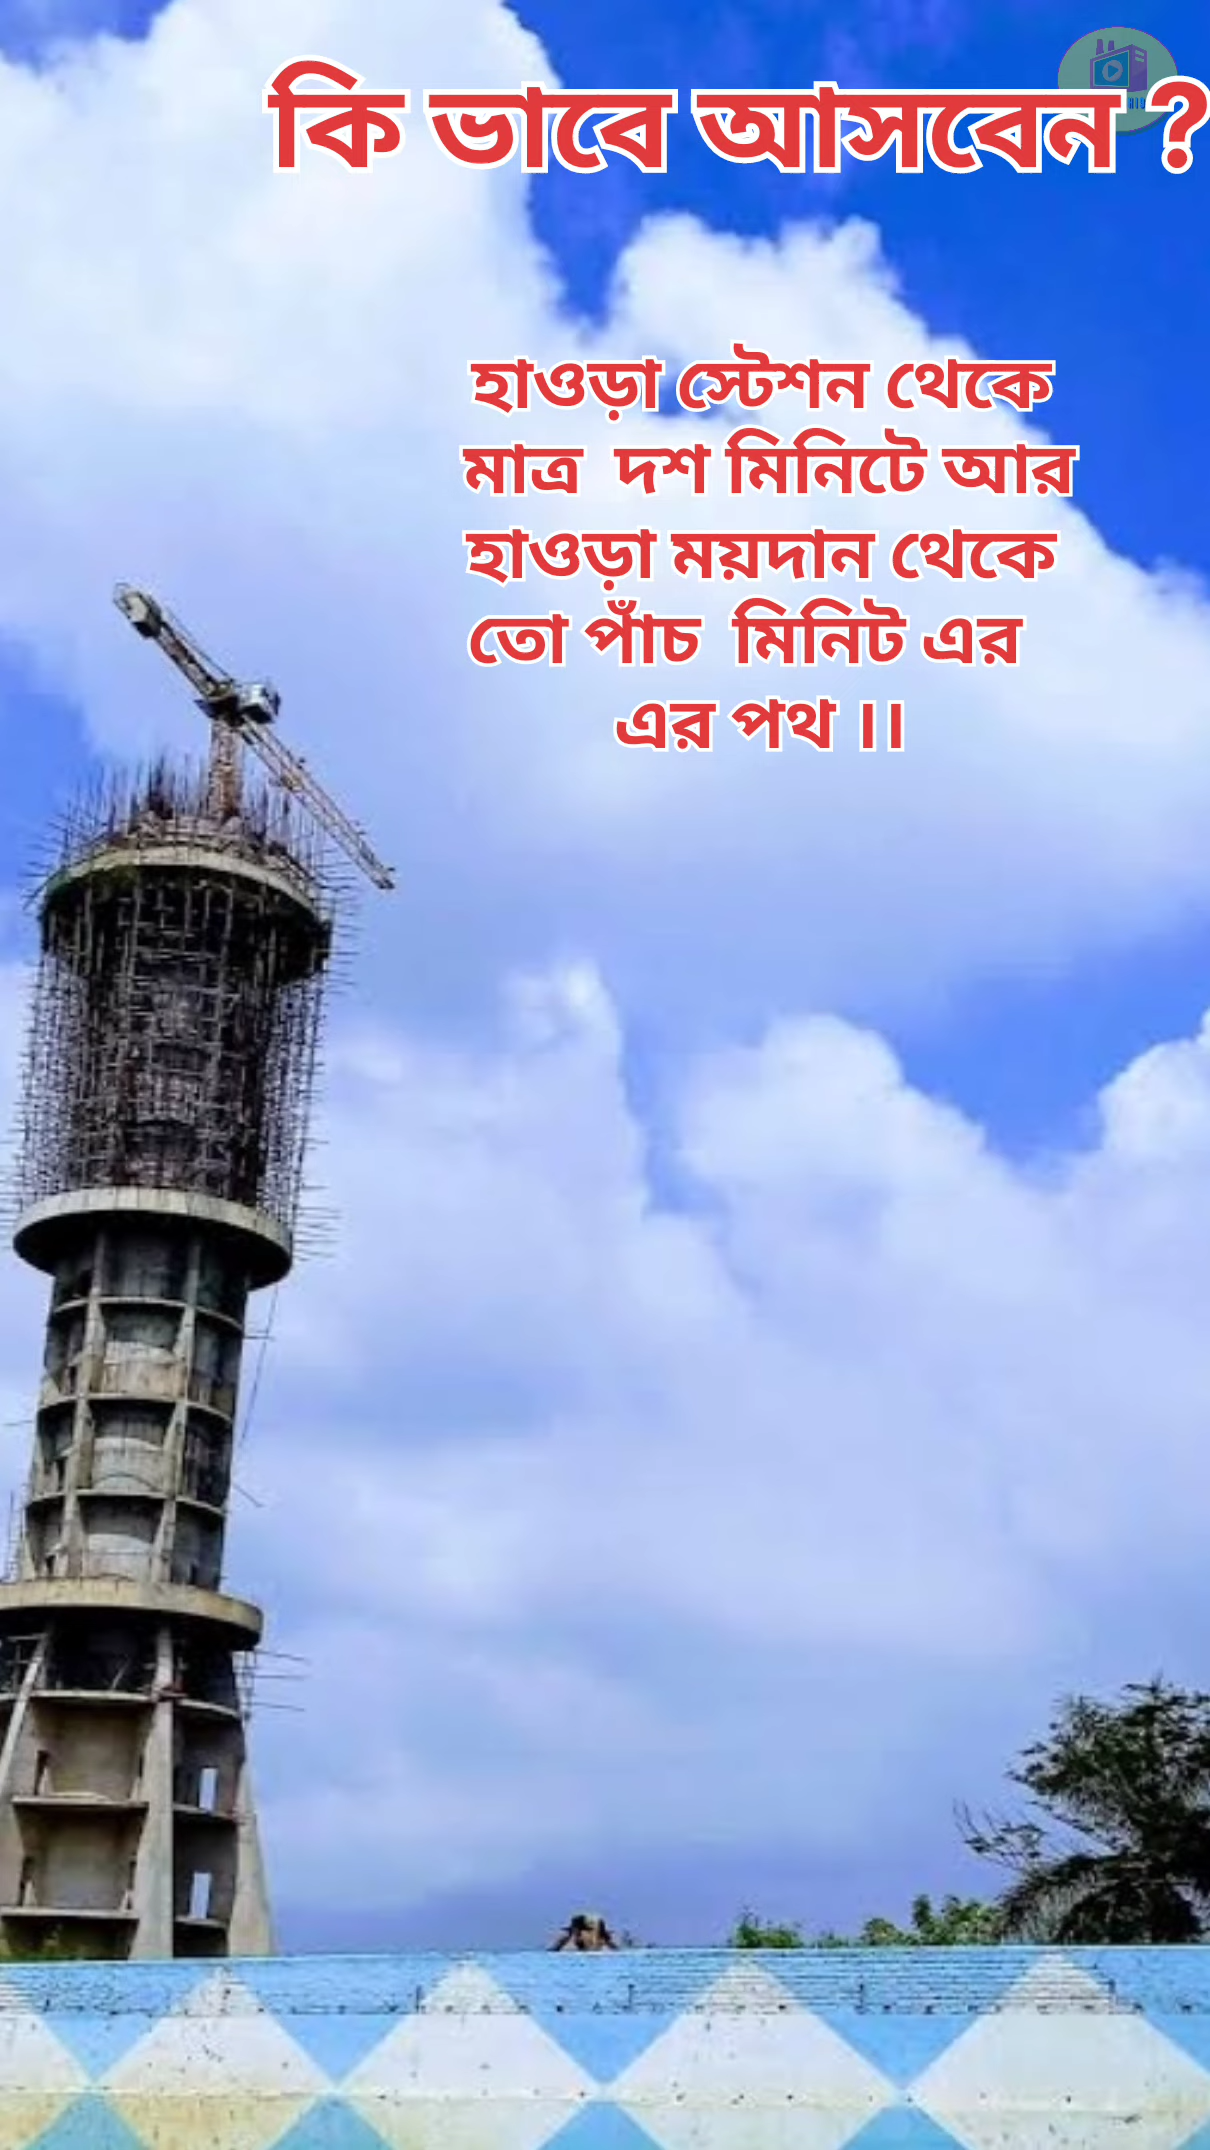 কি ভাবে আসবেন ?
হাওড়া স্টেশন থেকে
মাত্র দশ মিনিটে আর
হাওড়া ময়দান থেকে
তো পাঁচ মিনিট এর
এর পথ ।।